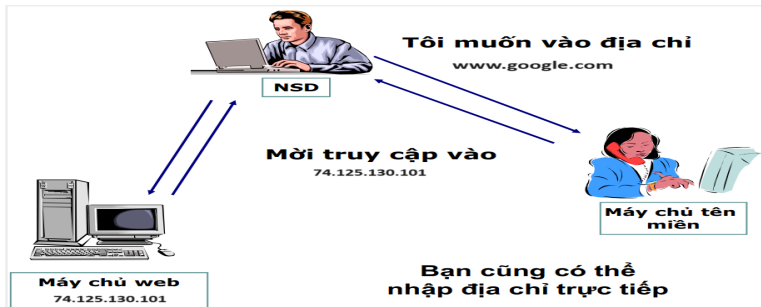 Tôi muốn vào địa chỉ
www.google.com
NSD
Mời truy cập vào
74.125.130.101
Máy chủ tên
miền
Máy chủ web
74.125.130.101
Bạn cũng có thể
nhập địa chỉ trực tiếp